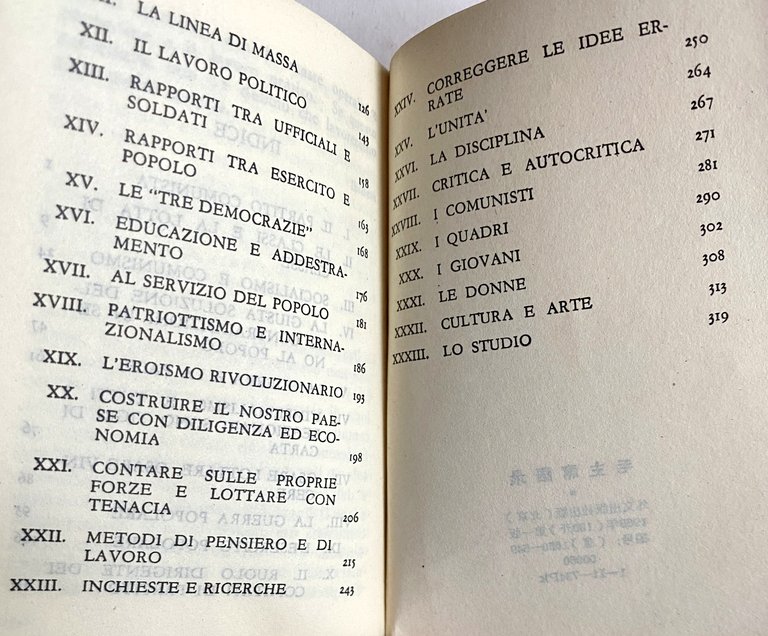 LA LINEA DI MASSA 126
XII. IL LAVORO POLITICO 143
XIII. RAPPORTI TRA UFFICIALI E
SOLDATI 158
XIV. RAPPORTI TRA ESERCITO E
POPOLO 163
XV. LE "TRE DEMOCRAZIE" 168
XVI. EDUCAZIONE E ADDESTRA-
MENTO 176
XVII. AL SERVIZIO DEL POPOLO 181
XVIII. PATRIOTTISMO E INTERNA-
ZIONALISMO 186
XIX. L'EROISMO RIVOLUZIONARIO 193
XX. COSTRUIRE IL NOSTRO PAE-
SE CON DILIGENZA ED ECO-
NOMIA 198
XXI. CONTARE SULLE PROPRIE
FORZE E LOTTARE CON
TENACIA 206
XXII. METODI DI PENSIERO E DI
LAVORO 215
XXIII. INCHIESTE E RICERCHE 243
XXIV. CORREGGERE LE IDEE ER-
RATE 250
XXV. L'UNITA' 264
XXVI. LA DISCIPLINA 267
XXVII. CRITICA E AUTOCRITICA 271
XXVIII. I COMUNISTI 281
XXIX. I QUADRI 290
XXX. I GIOVANI 302
XXXI. LE DONNE 308
XXXII. CULTURA E ARTE 313
XXXIII. LO STUDIO 319